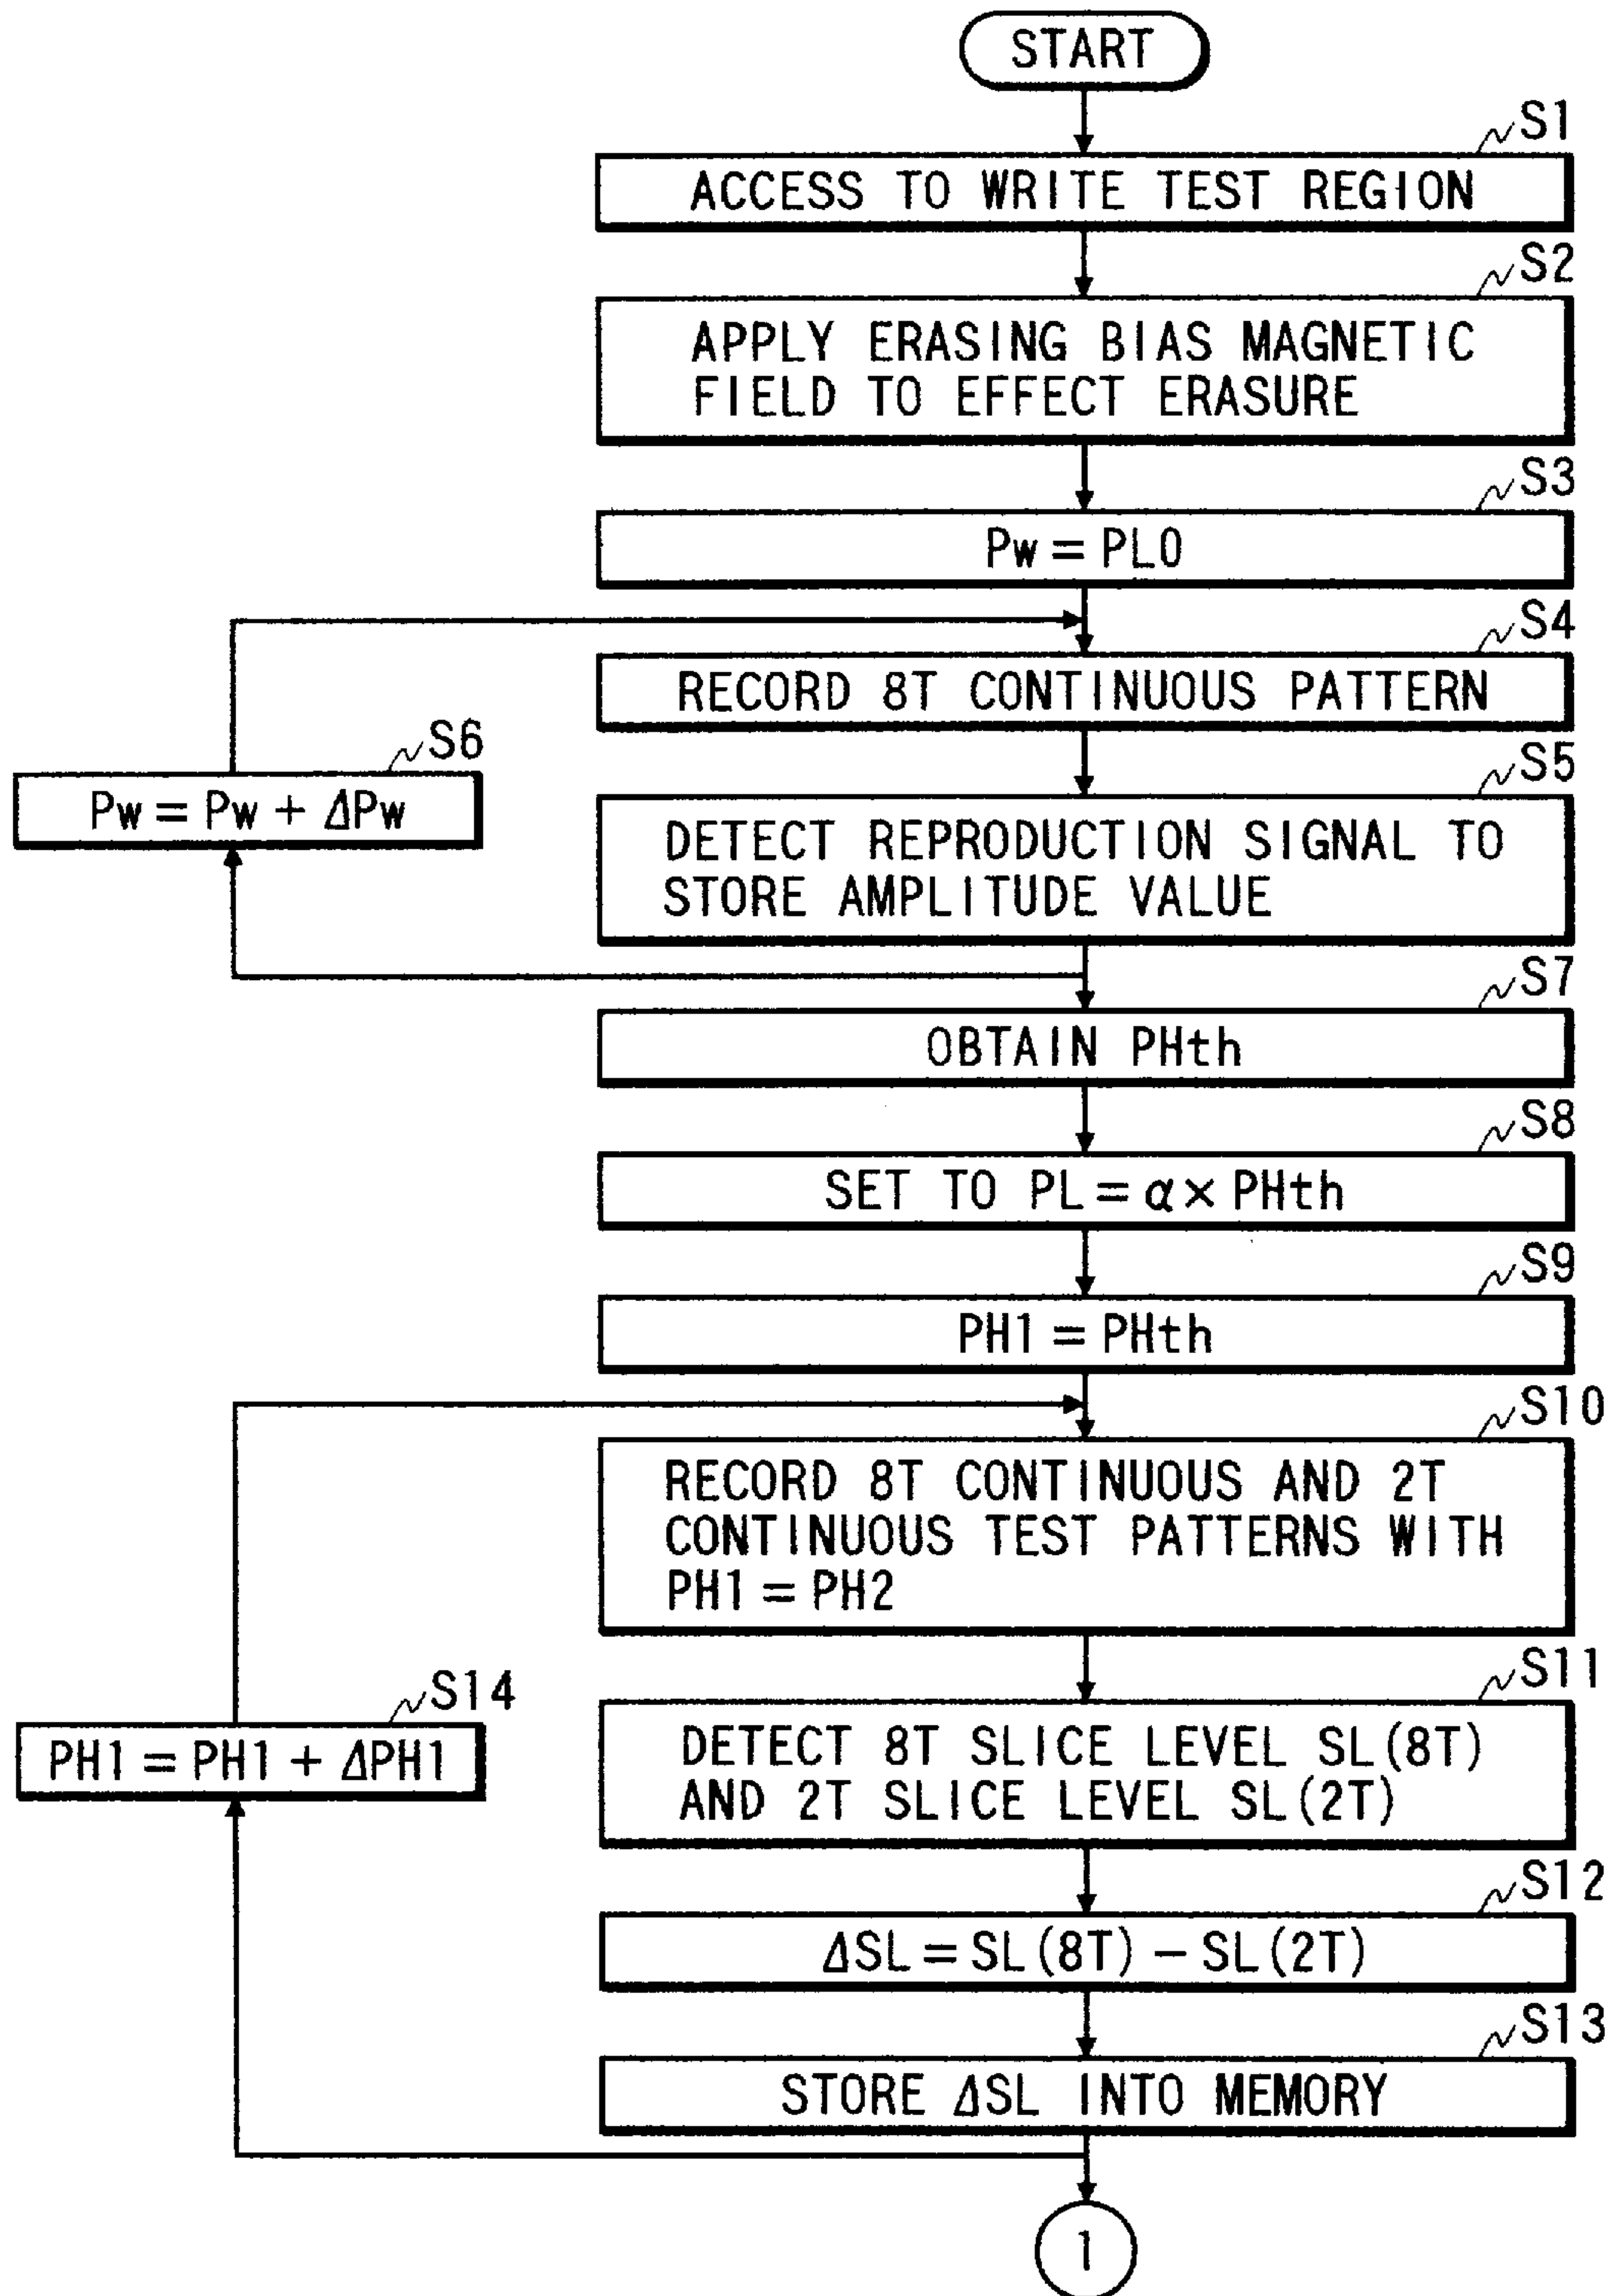 START
S1
ACCESS TO WRITE TEST REGION
S2
APPLY ERASING BIAS MAGNETIC
FIELD TO EFFECT ERASURE
S3
Pw = PL0
S4
RECORD 8T CONTINUOUS PATTERN
S6
Pw = Pw + ΔPw
S5
DETECT REPRODUCTION SIGNAL TO
STORE AMPLITUDE VALUE
S7
OBTAIN PHth
S8
SET TO PL = α × PHth
S9
PH1 = PHth
S10
RECORD 8T CONTINUOUS AND 2T
CONTINUOUS TEST PATTERNS WITH
PH1 = PH2
S14
PH1 = PH1 + ΔPH1
S11
DETECT 8T SLICE LEVEL SL(8T)
AND 2T SLICE LEVEL SL(2T)
S12
ΔSL = SL(8T) − SL(2T)
S13
STORE ΔSL INTO MEMORY
1